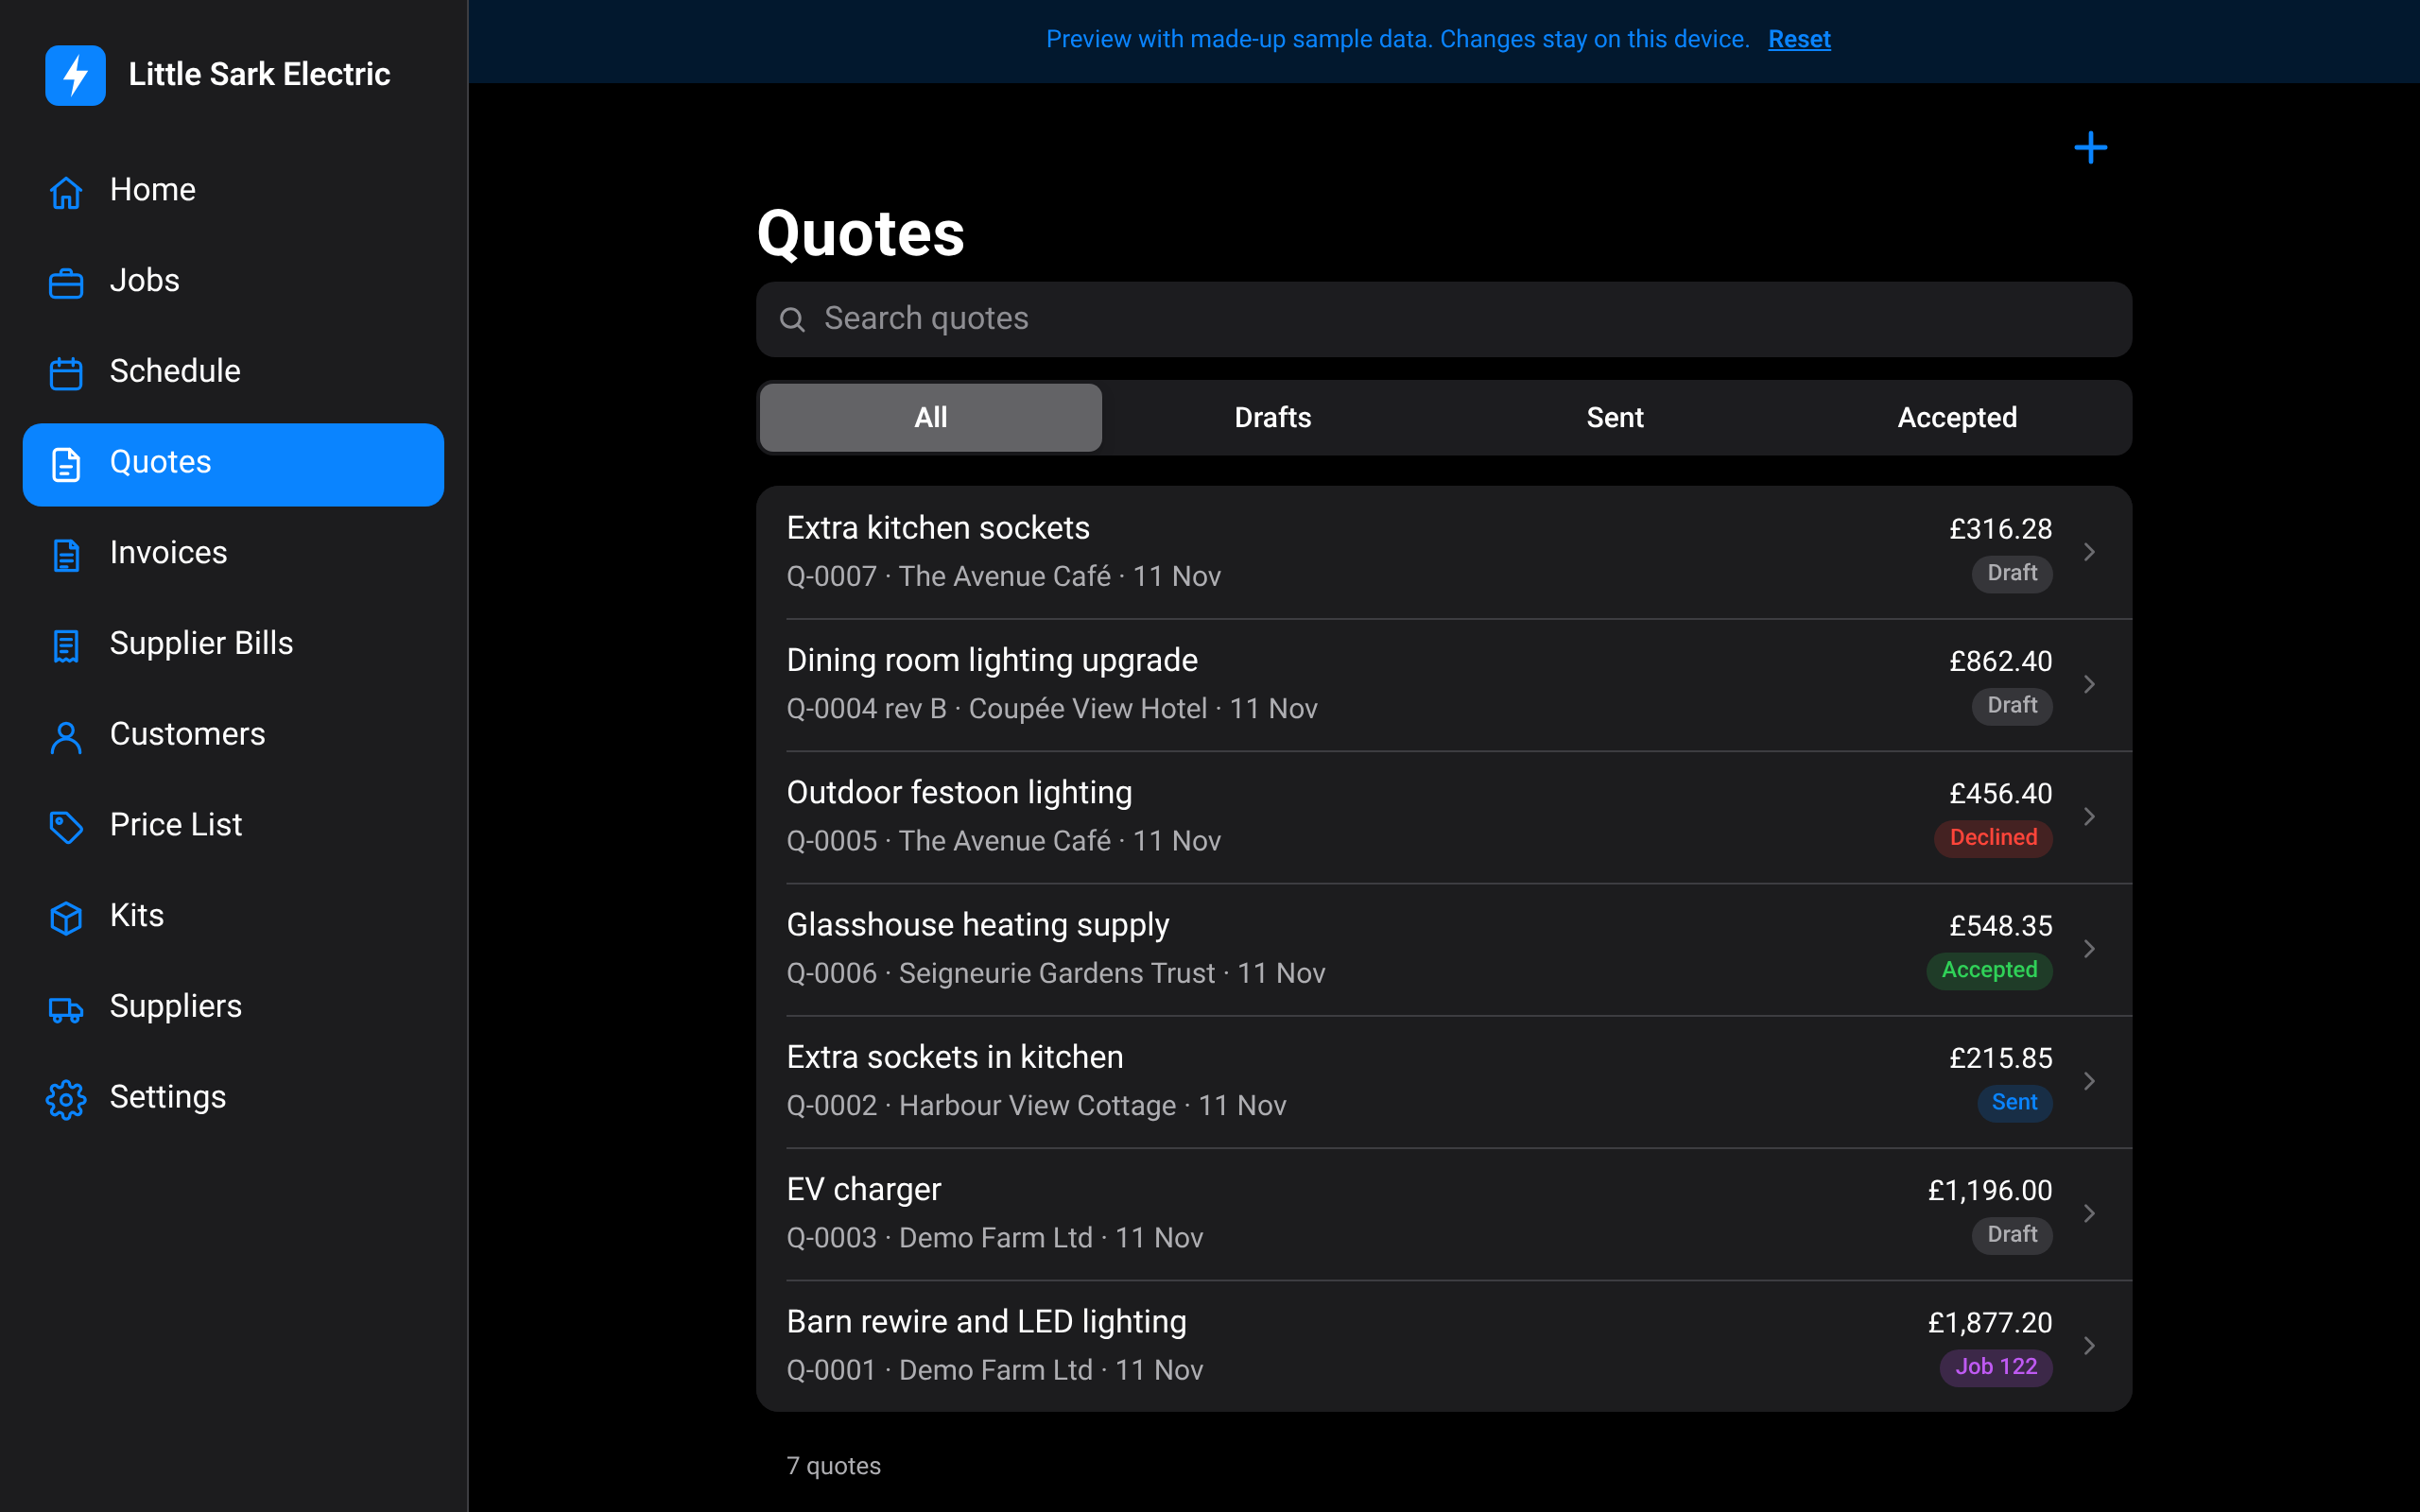 Little Sark Electric
Home
Jobs
Schedule
Quotes
Invoices
Supplier Bills
Customers
Price List
Kits
Suppliers
Settings
Preview with made-up sample data. Changes stay on this device. Reset
Quotes
Search quotes
All Drafts Sent Accepted
Extra kitchen sockets £316.28
Q-0007 · The Avenue Café · 11 Nov Draft
Dining room lighting upgrade £862.40
Q-0004 rev B · Coupée View Hotel · 11 Nov Draft
Outdoor festoon lighting £456.40
Q-0005 · The Avenue Café · 11 Nov Declined
Glasshouse heating supply £548.35
Q-0006 · Seigneurie Gardens Trust · 11 Nov Accepted
Extra sockets in kitchen £215.85
Q-0002 · Harbour View Cottage · 11 Nov Sent
EV charger £1,196.00
Q-0003 · Demo Farm Ltd · 11 Nov Draft
Barn rewire and LED lighting £1,877.20
Q-0001 · Demo Farm Ltd · 11 Nov Job 122
7 quotes